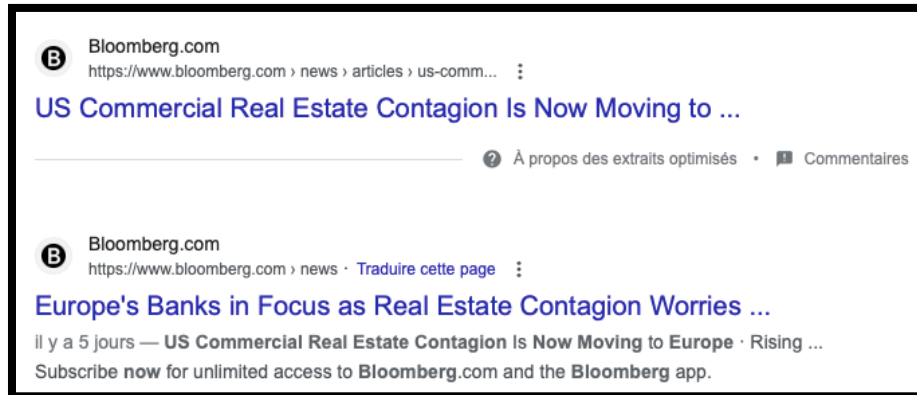 Bloomberg.com
https://www.bloomberg.com › news › articles › us-comm...
US Commercial Real Estate Contagion Is Now Moving to ...
À propos des extraits optimisés • Commentaires
Bloomberg.com
https://www.bloomberg.com › news · Traduire cette page
Europe's Banks in Focus as Real Estate Contagion Worries ...
il y a 5 jours — US Commercial Real Estate Contagion Is Now Moving to Europe · Rising ...
Subscribe now for unlimited access to Bloomberg.com and the Bloomberg app.